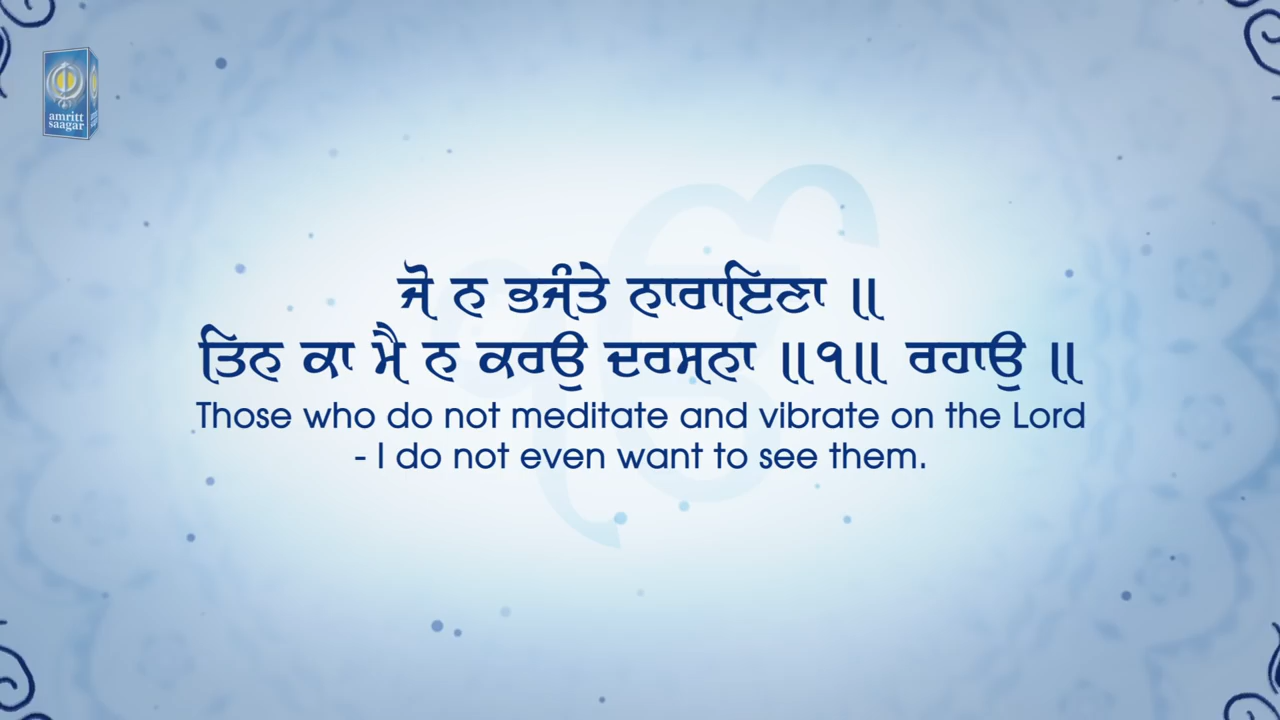 amritt
saagar
ਜੋ ਨ ਭਜੰਤੇ ਨਾਰਾਇਣਾ ॥
ਤਿਨ ਕਾ ਮੈ ਨ ਕਰਉ ਦਰਸਨਾ ॥੧॥ ਰਹਾਉ ॥
Those who do not meditate and vibrate on the Lord
- I do not even want to see them.